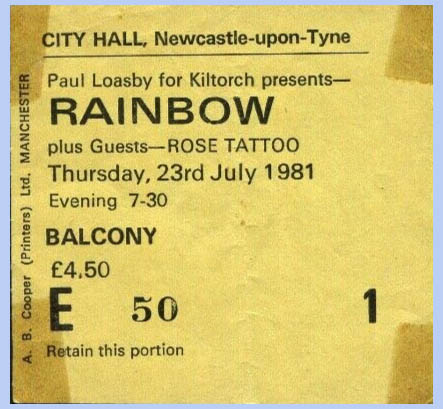 CITY HALL, Newcastle-upon-Tyne
Paul Loasby for Kiltorch presents—
RAINBOW
plus Guests—ROSE TATTOO
Thursday, 23rd July 1981
Evening 7-30
BALCONY
£4.50
E 50 1
Retain this portion
A. B. Cooper (Printers) Ltd. MANCHESTER